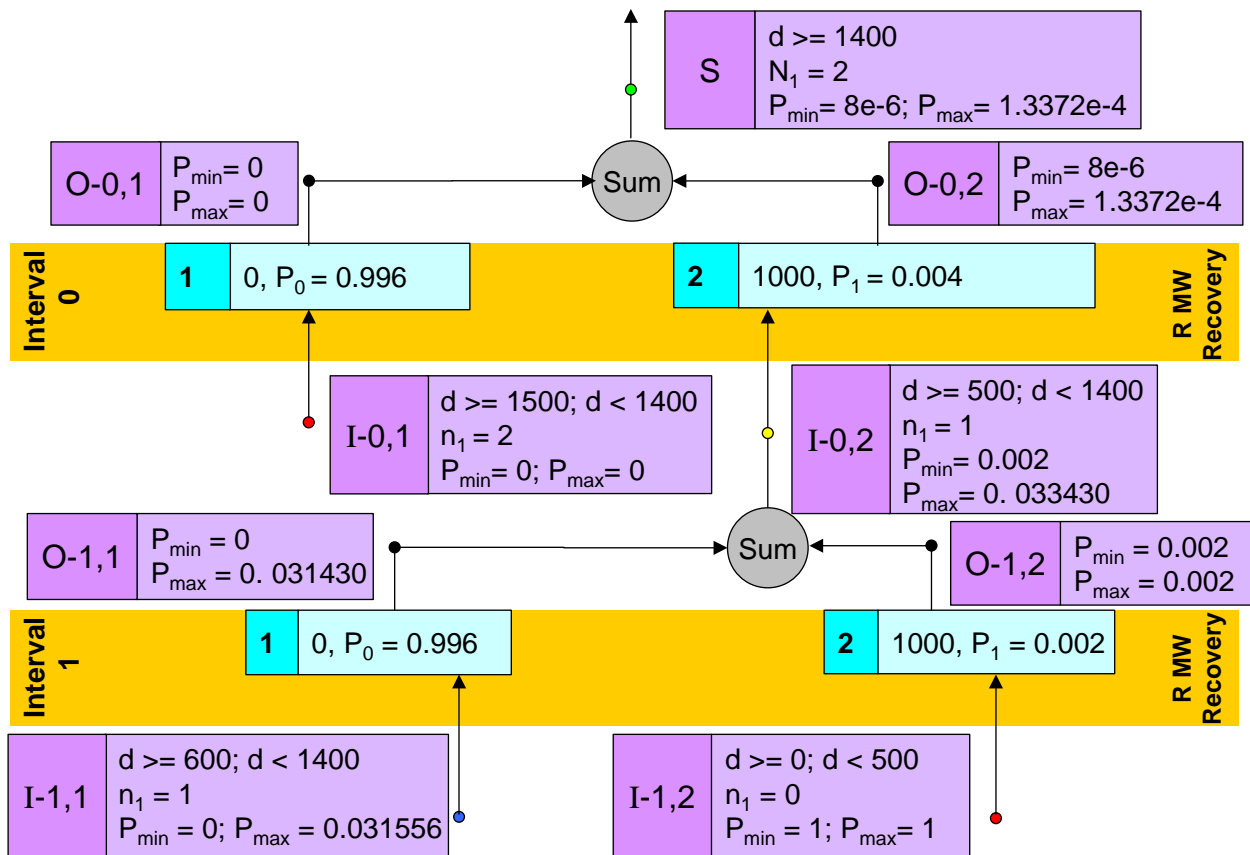 S
d >= 1400
N₁ = 2
Pmin= 8e-6; Pmax= 1.3372e-4
O-0,1
Pmin= 0
Pmax= 0
Sum
O-0,2
Pmin= 8e-6
Pmax= 1.3372e-4
Interval
0
1
0, P₀ = 0.996
2
1000, P₁ = 0.004
R MW
Recovery
I-0,1
d >= 1500; d < 1400
n₁ = 2
Pmin= 0; Pmax= 0
I-0,2
d >= 500; d < 1400
n₁ = 1
Pmin= 0.002
Pmax= 0. 033430
O-1,1
Pmin = 0
Pmax = 0. 031430
Sum
O-1,2
Pmin = 0.002
Pmax = 0.002
Interval
1
1
0, P₀ = 0.996
2
1000, P₁ = 0.002
R MW
Recovery
I-1,1
d >= 600; d < 1400
n₁ = 1
Pmin = 0; Pmax = 0.031556
I-1,2
d >= 0; d < 500
n₁ = 0
Pmin = 1; Pmax= 1